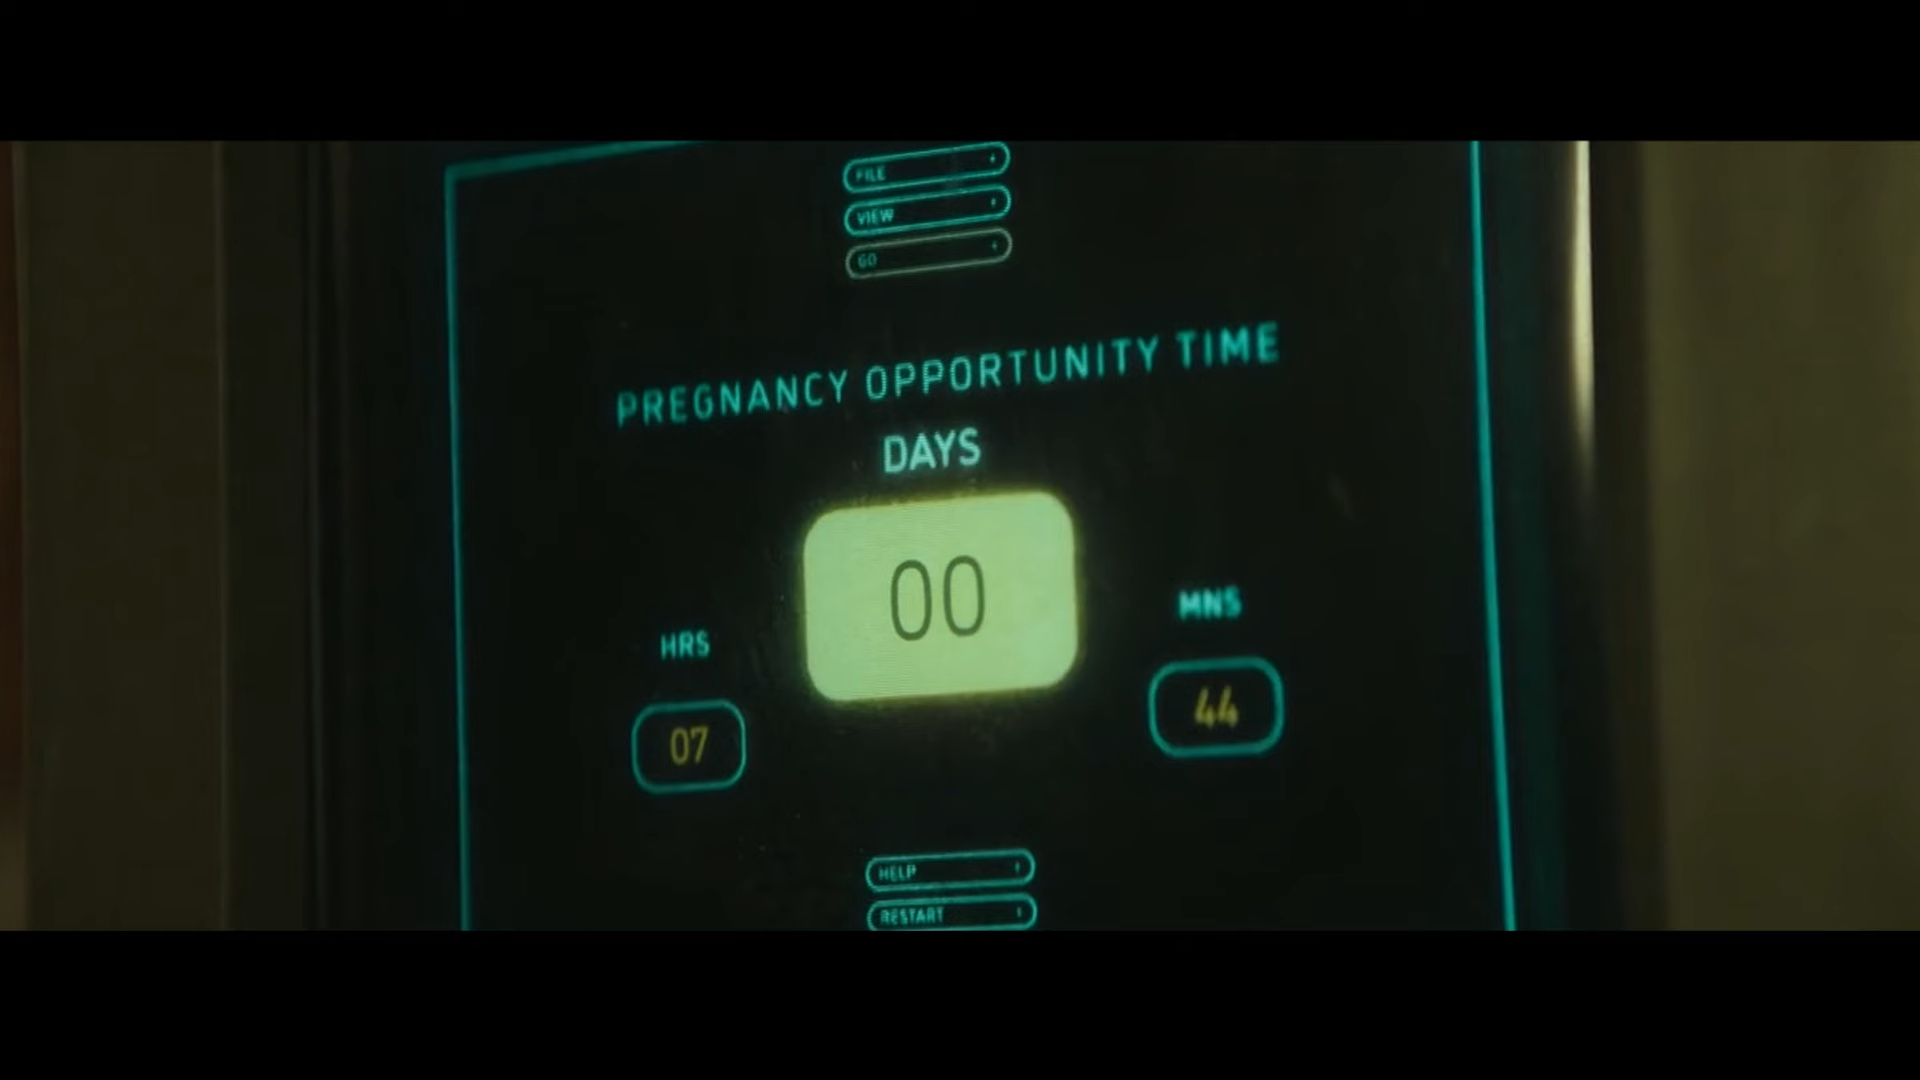 FILE
VIEW
GO
PREGNANCY OPPORTUNITY TIME
DAYS
00
HRS
MNS
07
44
HELP
RESTART